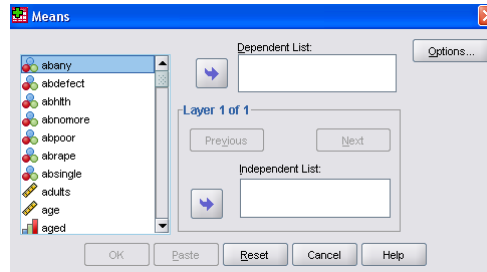 Means
Dependent List:
Options...
abany
abdefect
abhlth
abnomore
abpoor
abrape
absingle
adults
age
aged
Layer 1 of 1
Previous
Next
Independent List:
OK
Paste
Reset
Cancel
Help